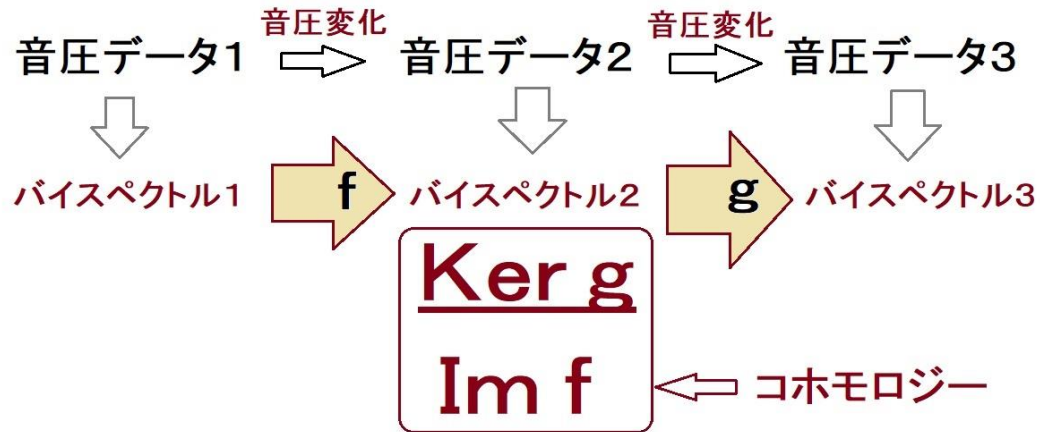 音圧変化 音圧変化
音圧データ1 音圧データ2 音圧データ3
バイスペクトル1 f バイスペクトル2 g バイスペクトル3
Ker g
Im f
コホモロジー